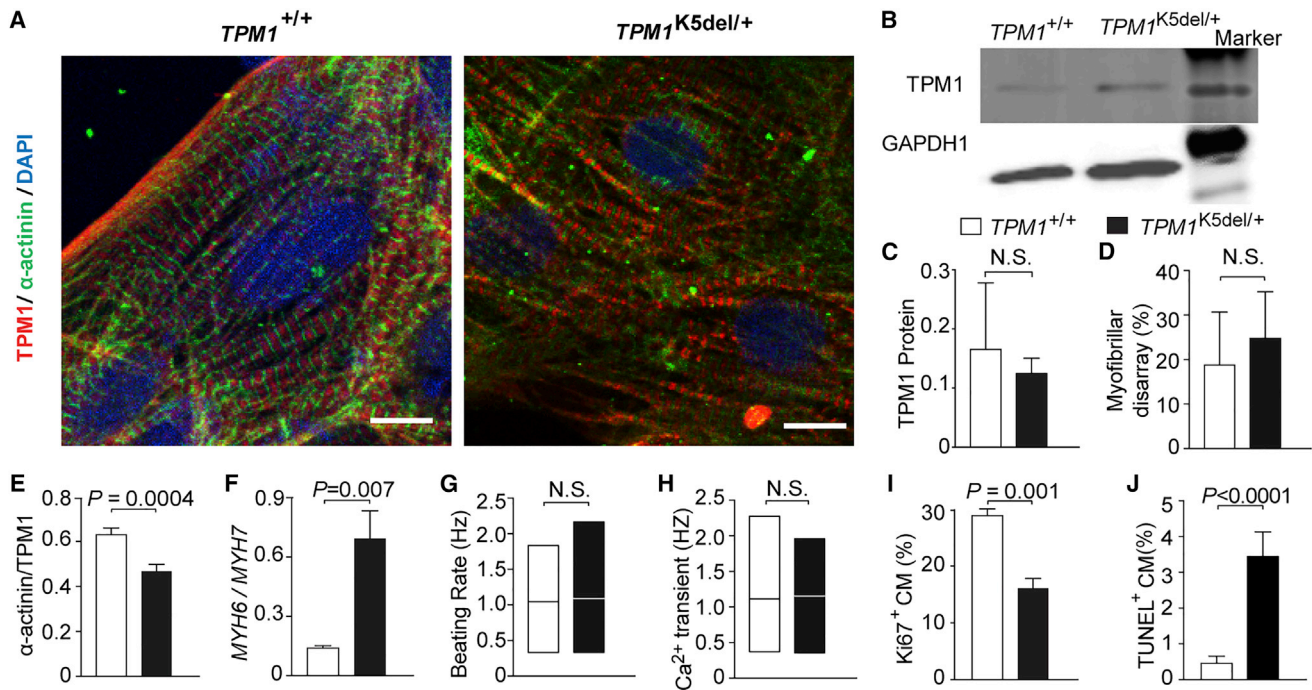 A
TPM1+/+
TPM1K5del/+
TPM1/ α-actinin /DAPI
B
TPM1+/+
TPM1K5del/+
Marker
TPM1
GAPDH1
TPM1+/+
TPM1K5del/+
C
N.S.
TPM1 Protein
0.3
0.2
0.1
0
D
N.S.
Myofibrillar
disarray (%)
40
30
20
10
0
E
P = 0.0004
α-actinin/TPM1
0.8
0.6
0.4
0.2
0
F
P=0.007
MYH6 / MYH7
0.9
0.6
0.3
0
G
N.S.
Beating Rate (Hz)
2.5
2.0
1.5
1.0
0.5
0
H
N.S.
Ca2+ transient (HZ)
2.5
2.0
1.5
1.0
0.5
0
I
P = 0.001
Ki67+ CM (%)
30
20
10
0
J
P<0.0001
TUNEL+ CM(%)
5
4
3
2
1
0